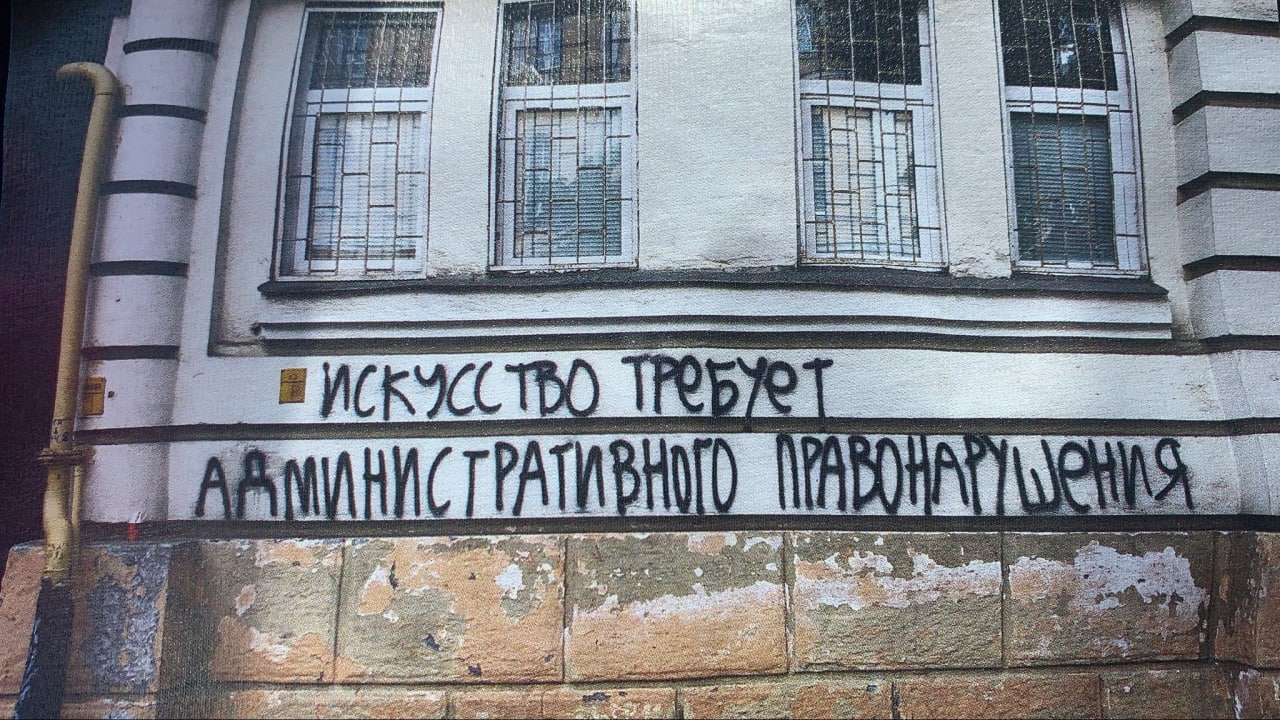 ИСКУССТВО ТРЕБУЕТ
АДМИНИСТРАТИВНОГО ПРАВОНАРУШЕНИЯ